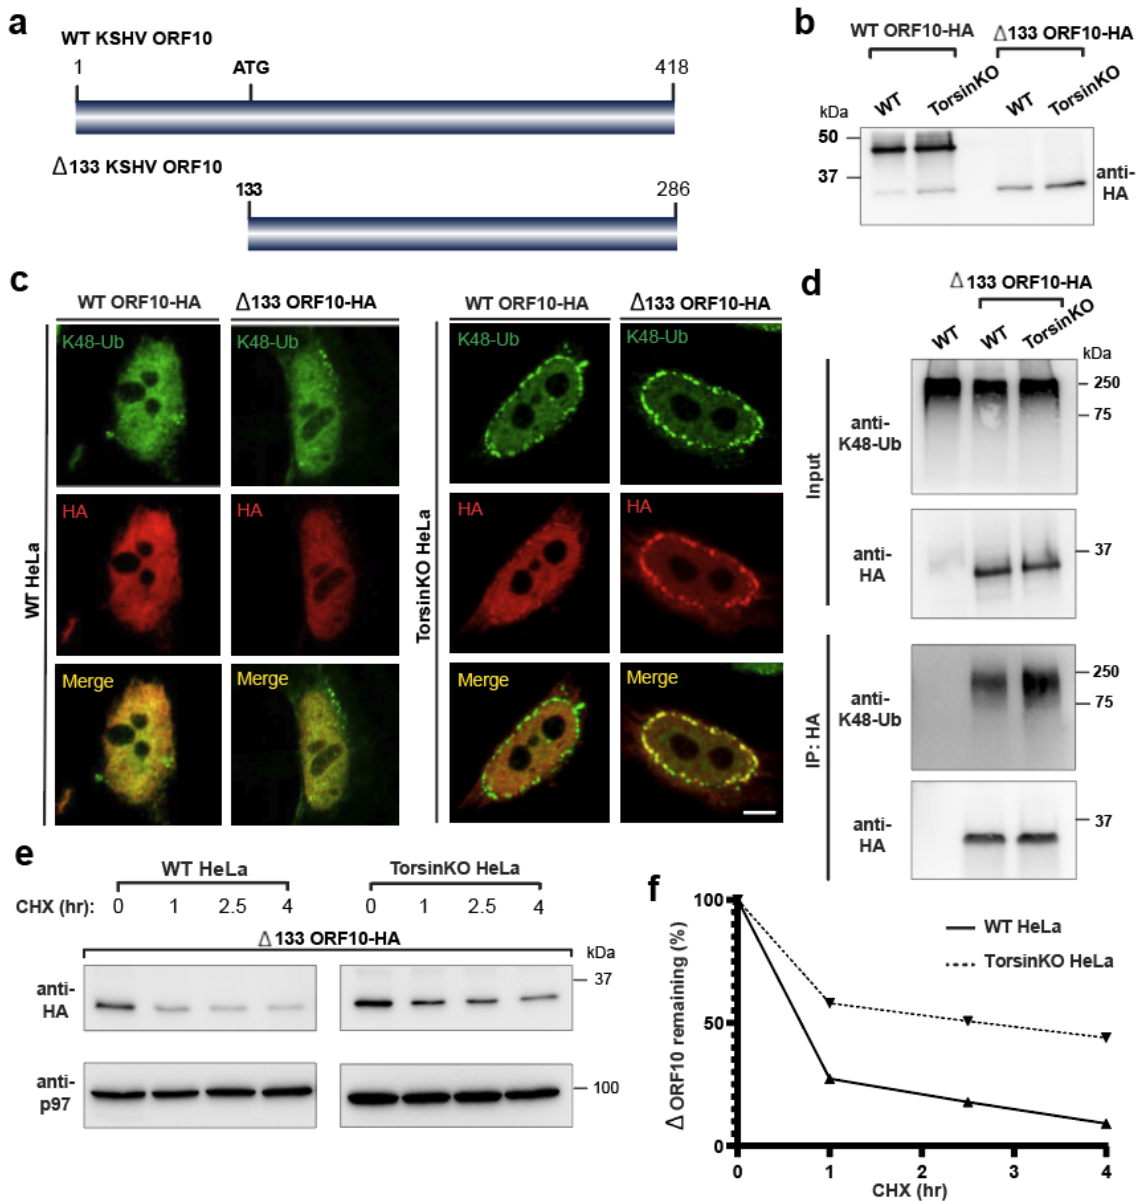 a
WT KSHV ORF10
1
ATG
418
Δ133 KSHV ORF10
133
286
b
WT ORF10-HA
Δ133 ORF10-HA
WT
TorsinKO
WT
TorsinKO
kDa
50
37
anti-
HA
c
WT ORF10-HA
Δ133 ORF10-HA
WT HeLa
K48-Ub
K48-Ub
HA
HA
Merge
Merge
WT ORF10-HA
Δ133 ORF10-HA
TorsinKO HeLa
K48-Ub
K48-Ub
HA
HA
Merge
Merge
d
Δ133 ORF10-HA
WT
WT
TorsinKO
kDa
Input
anti-
K48-Ub
250
75
anti-
HA
37
IP: HA
anti-
K48-Ub
250
75
anti-
HA
37
e
WT HeLa
TorsinKO HeLa
CHX (hr): 0 1 2.5 4 0 1 2.5 4
Δ133 ORF10-HA
kDa
anti-
HA
37
anti-
p97
100
f
Δ ORF10 remaining (%)
100
50
0
WT HeLa
TorsinKO HeLa
0 1 2 3 4
CHX (hr)